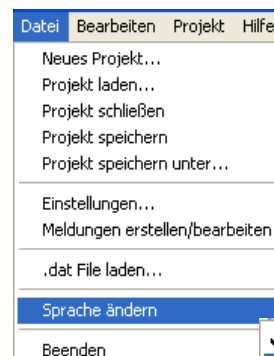 Datei Bearbeiten Projekt Hilfe
Neues Projekt...
Projekt laden...
Projekt schließen
Projekt speichern
Projekt speichern unter...
Einstellungen...
Meldungen erstellen/bearbeiten
.dat File laden...
Sprache ändern
Beenden